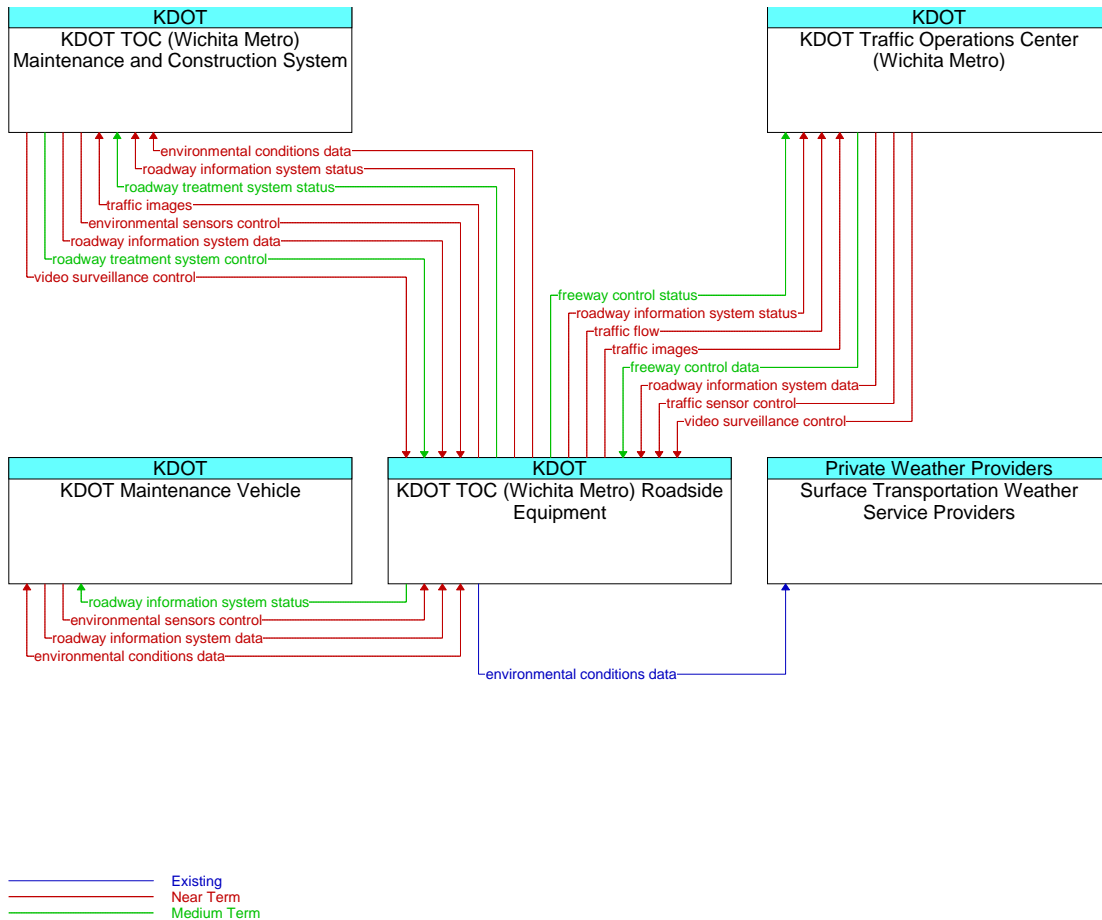 KDOT
KDOT TOC (Wichita Metro)
Maintenance and Construction System
KDOT
KDOT Traffic Operations Center
(Wichita Metro)
environmental conditions data
roadway information system status
roadway treatment system status
traffic images
environmental sensors control
roadway information system data
roadway treatment system control
video surveillance control
freeway control status
roadway information system status
traffic flow
traffic images
freeway control data
roadway information system data
traffic sensor control
video surveillance control
KDOT
KDOT Maintenance Vehicle
KDOT
KDOT TOC (Wichita Metro) Roadside
Equipment
Private Weather Providers
Surface Transportation Weather
Service Providers
roadway information system status
environmental sensors control
roadway information system data
environmental conditions data
environmental conditions data
Existing
Near Term
Medium Term